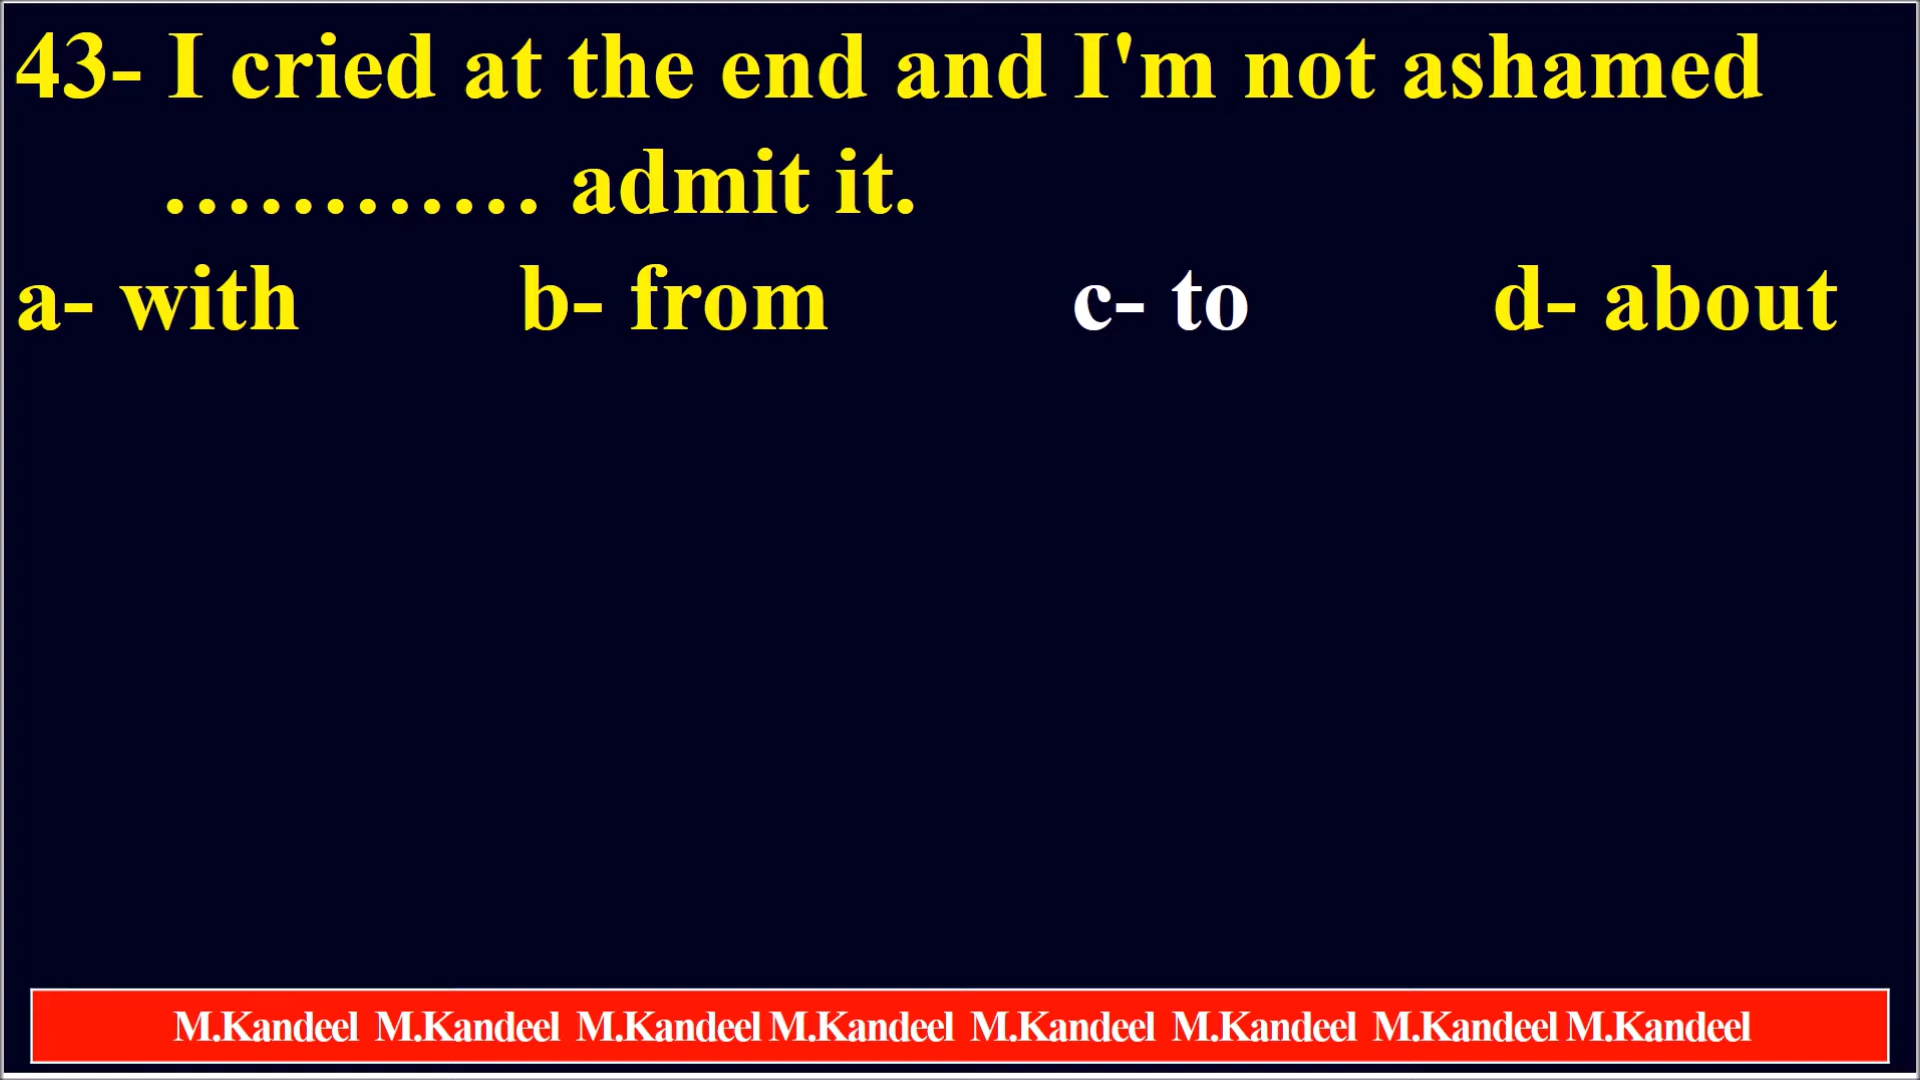 43- I cried at the end and I'm not ashamed
………… admit it.
a- with b- from c- to d- about
M.Kandeel M.Kandeel M.Kandeel M.Kandeel M.Kandeel M.Kandeel M.Kandeel M.Kandeel